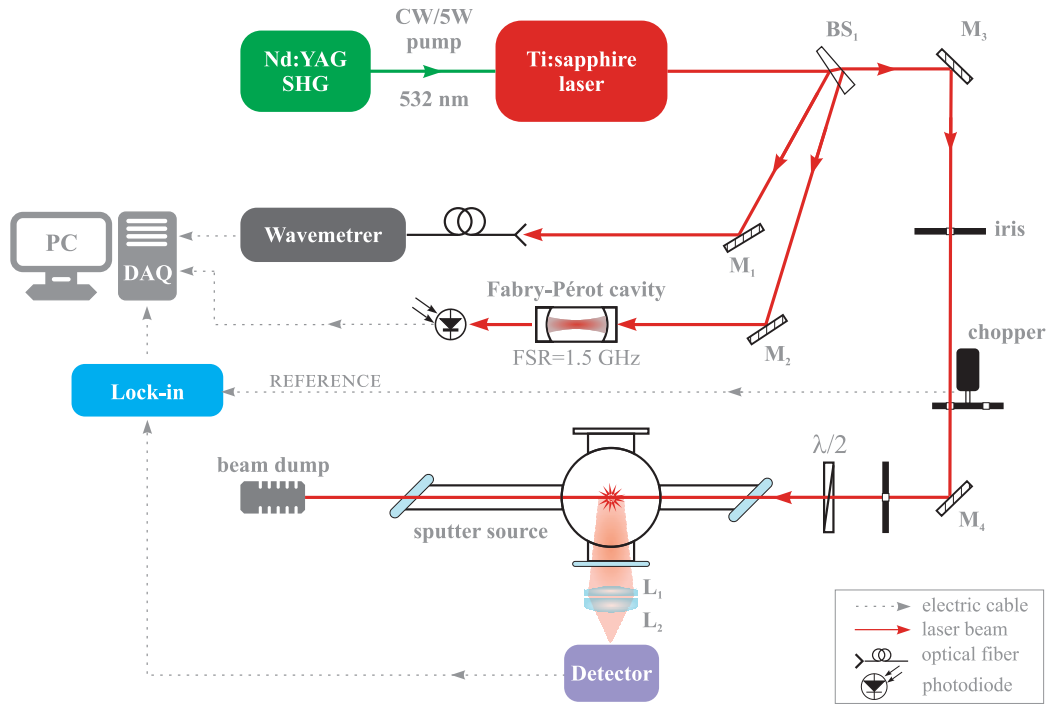 CW/5W
pump
Nd:YAG
SHG
532 nm
Ti:sapphire
laser
BS₁
M₃
PC
DAQ
Wavemetrer
M₁
iris
Fabry-Pérot cavity
FSR=1.5 GHz
M₂
chopper
Lock-in
REFERENCE
beam dump
sputter source
λ/2
M₄
L₁
L₂
Detector
electric cable
laser beam
optical fiber
photodiode